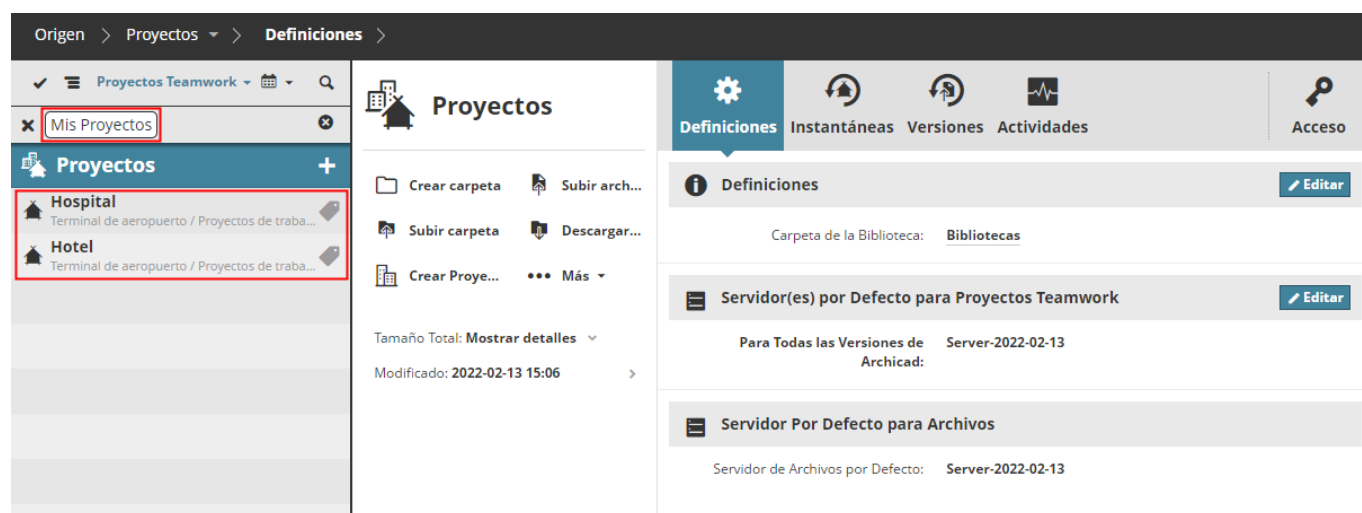 Origen > Proyectos > Definiciones >
Proyectos Teamwork
Mis Proyectos
Proyectos
Hospital
Terminal de aeropuerto / Proyectos de traba...
Hotel
Terminal de aeropuerto / Proyectos de traba...
Proyectos
Crear carpeta
Subir arch...
Subir carpeta
Descargar...
Crear Proye...
Más
Tamaño Total: Mostrar detalles
Modificado: 2022-02-13 15:06
Definiciones Instantáneas Versiones Actividades
Acceso
Definiciones
Editar
Carpeta de la Biblioteca: Bibliotecas
Servidor(es) por Defecto para Proyectos Teamwork
Editar
Para Todas las Versiones de Server-2022-02-13
Archicad:
Servidor Por Defecto para Archivos
Servidor de Archivos por Defecto: Server-2022-02-13